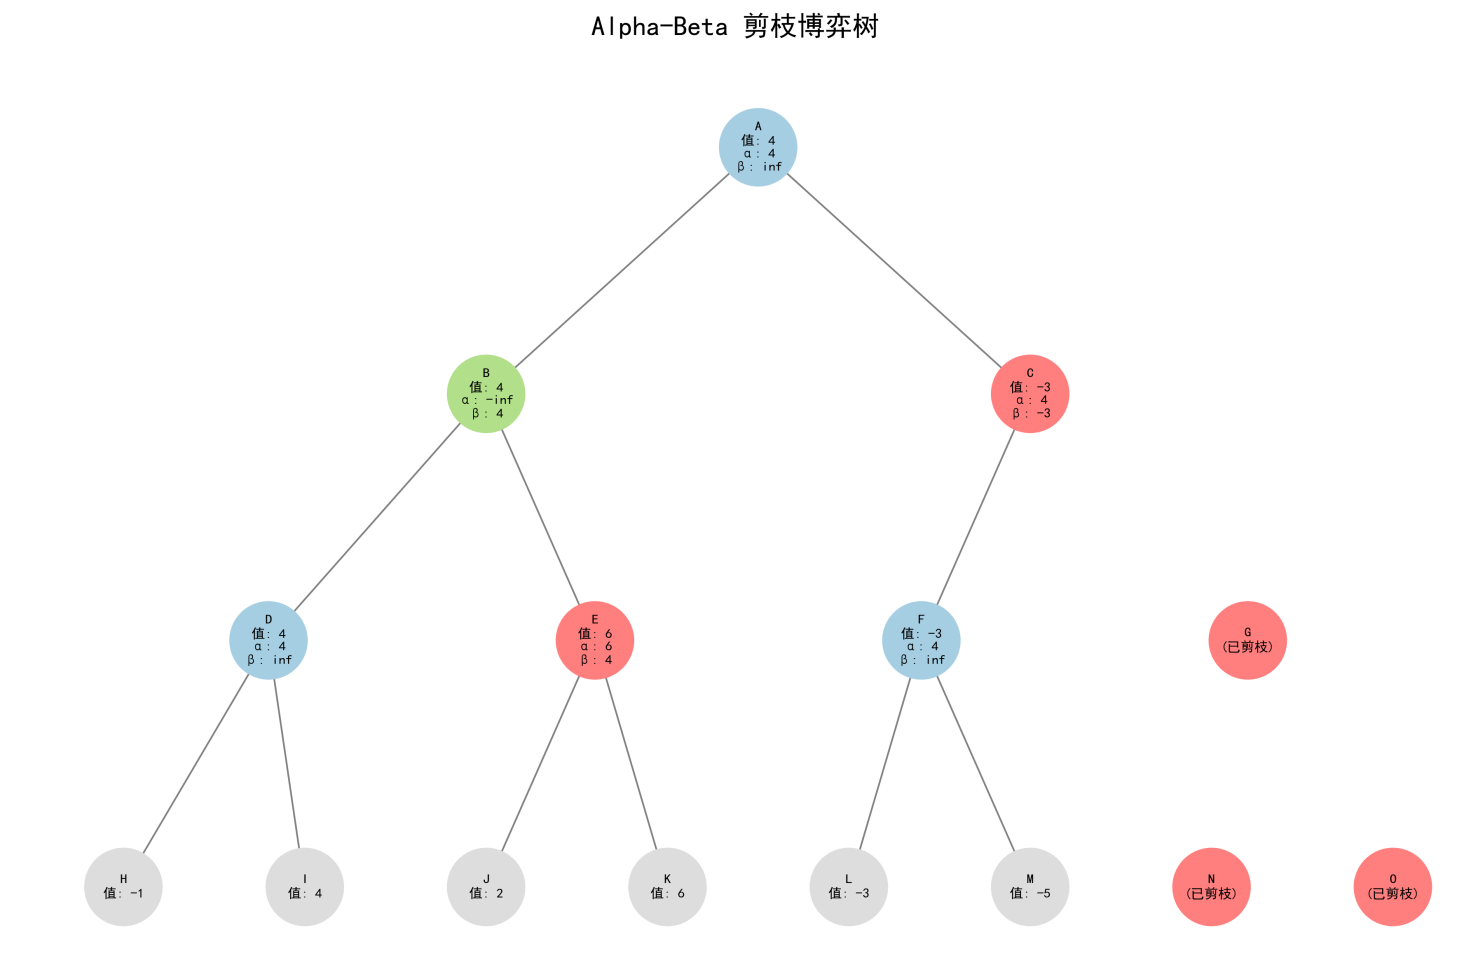 Alpha-Beta 剪枝博弈树
A
值: 4
α: 4
β: inf
B
值: 4
α: -inf
β: 4
C
值: -3
α: 4
β: -3
D
值: 4
α: 4
β: inf
E
值: 6
α: 6
β: 4
F
值: -3
α: 4
β: inf
G
(已剪枝)
H
值: -1
I
值: 4
J
值: 2
K
值: 6
L
值: -3
M
值: -5
N
(已剪枝)
O
(已剪枝)